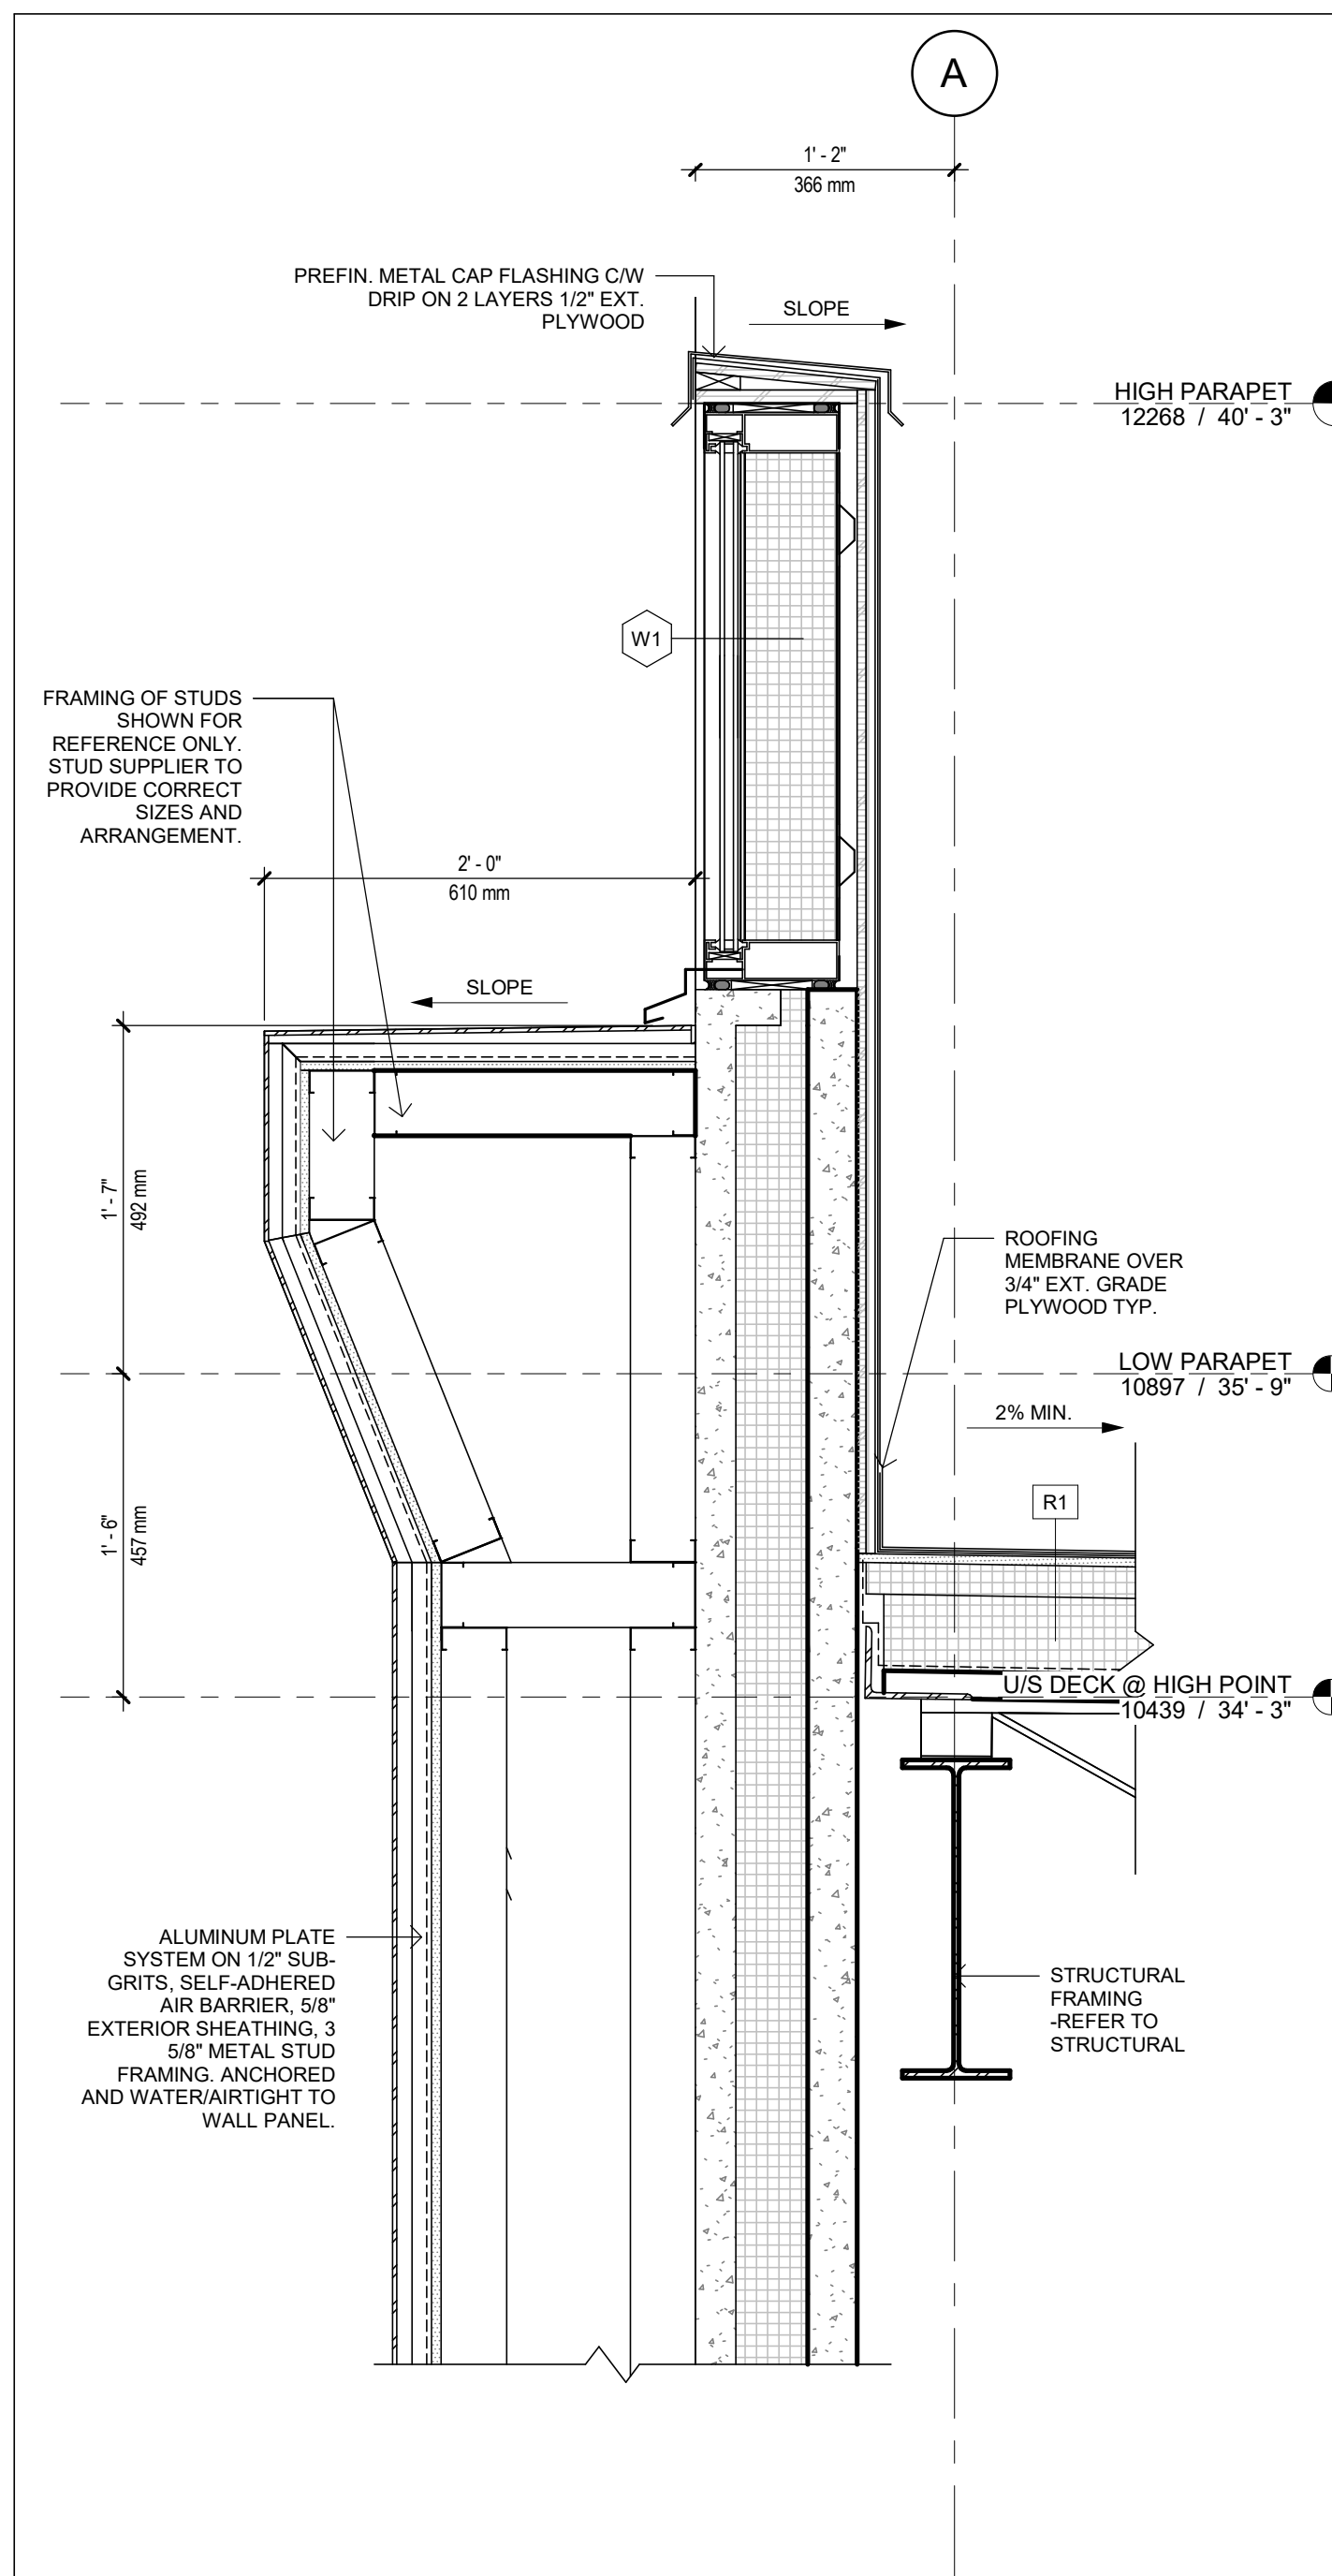 A
1' - 2"
366 mm
PREFIN. METAL CAP FLASHING C/W
DRIP ON 2 LAYERS 1/2" EXT.
PLYWOOD
SLOPE
HIGH PARAPET
12268 / 40' - 3"
W1
FRAMING OF STUDS
SHOWN FOR
REFERENCE ONLY.
STUD SUPPLIER TO
PROVIDE CORRECT
SIZES AND
ARRANGEMENT.
2' - 0"
610 mm
SLOPE
1' - 7"
492 mm
ROOFING
MEMBRANE OVER
3/4" EXT. GRADE
PLYWOOD TYP.
LOW PARAPET
10897 / 35' - 9"
2% MIN.
R1
1' - 6"
457 mm
U/S DECK @ HIGH POINT
10439 / 34' - 3"
ALUMINUM PLATE
SYSTEM ON 1/2" SUB-
GRITS, SELF-ADHERED
AIR BARRIER, 5/8"
EXTERIOR SHEATHING, 3
5/8" METAL STUD
FRAMING. ANCHORED
AND WATER/AIRTIGHT TO
WALL PANEL.
STRUCTURAL
FRAMING
-REFER TO
STRUCTURAL